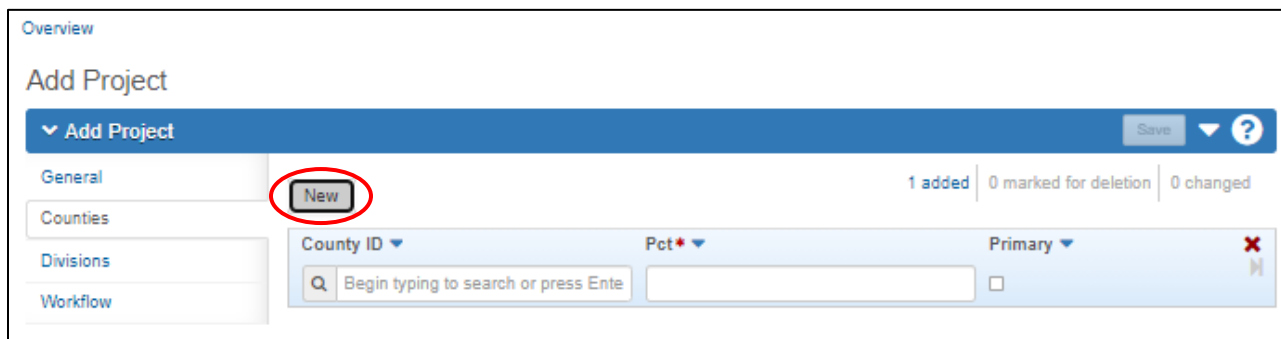 Overview
Add Project
Add Project Save ?
General
New 1 added 0 marked for deletion 0 changed
Counties
County ID Pct* Primary
Divisions
Begin typing to search or press Ente
Workflow